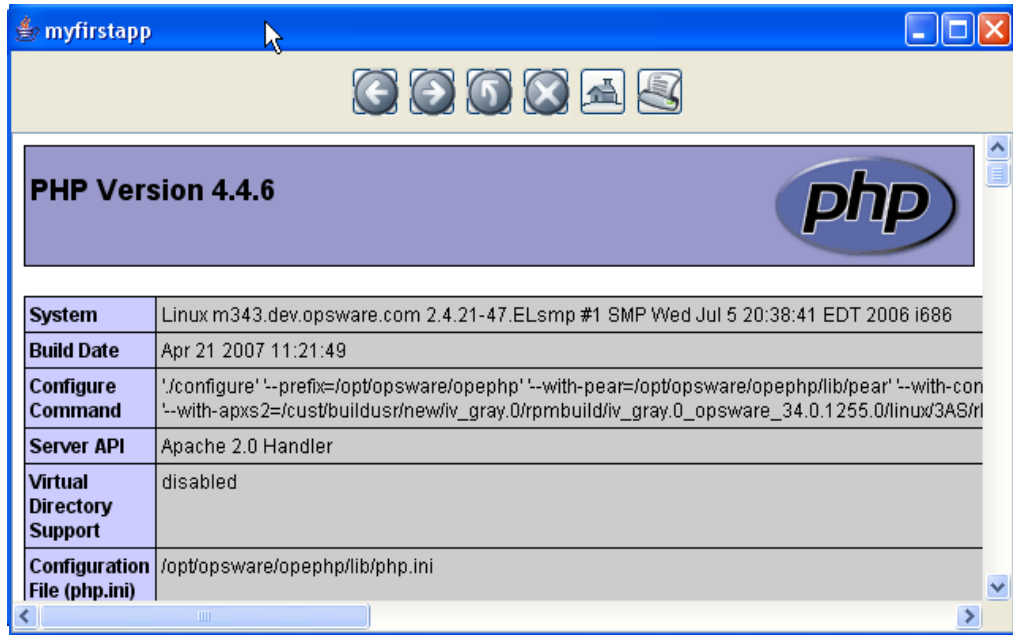 myfirstapp
PHP Version 4.4.6
php
System Linux m343.dev.opsware.com 2.4.21-47.ELsmp #1 SMP Wed Jul 5 20:38:41 EDT 2006 i686
Build Date Apr 21 2007 11:21:49
Configure Command './configure' '--prefix=/opt/opsware/opephp' '--with-pear=/opt/opsware/opephp/lib/pear' '--with-con
'--with-apxs2=/cust/buildusr/new/iv_gray.0/rpmbuild/iv_gray.0_opsware_34.0.1255.0/linux/3AS/rl
Server API Apache 2.0 Handler
Virtual Directory Support disabled
Configuration File (php.ini) /opt/opsware/opephp/lib/php.ini